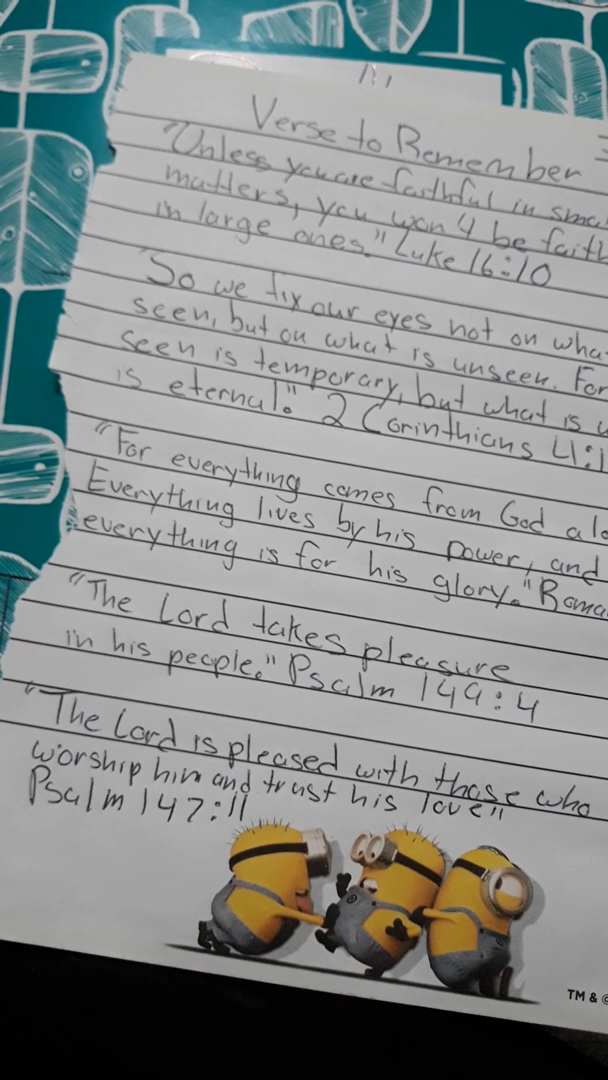 Verse to Remember
"Unless you are faithful in
matters, you won't be
in large ones." Luke 16:10
"So we fix our eyes not on
seen, but on what is unseen. For
seen is temporary, but what is
is eternal." 2 Corinthians 4:1
"For everything comes from God
Everything lives by his power, and
everything is for his glory."
"The Lord takes pleasure
in his people." Psalm 149:4
"The Lord is pleased with those who
worship him and trust his love"
Psalm 147:11
TM & ©